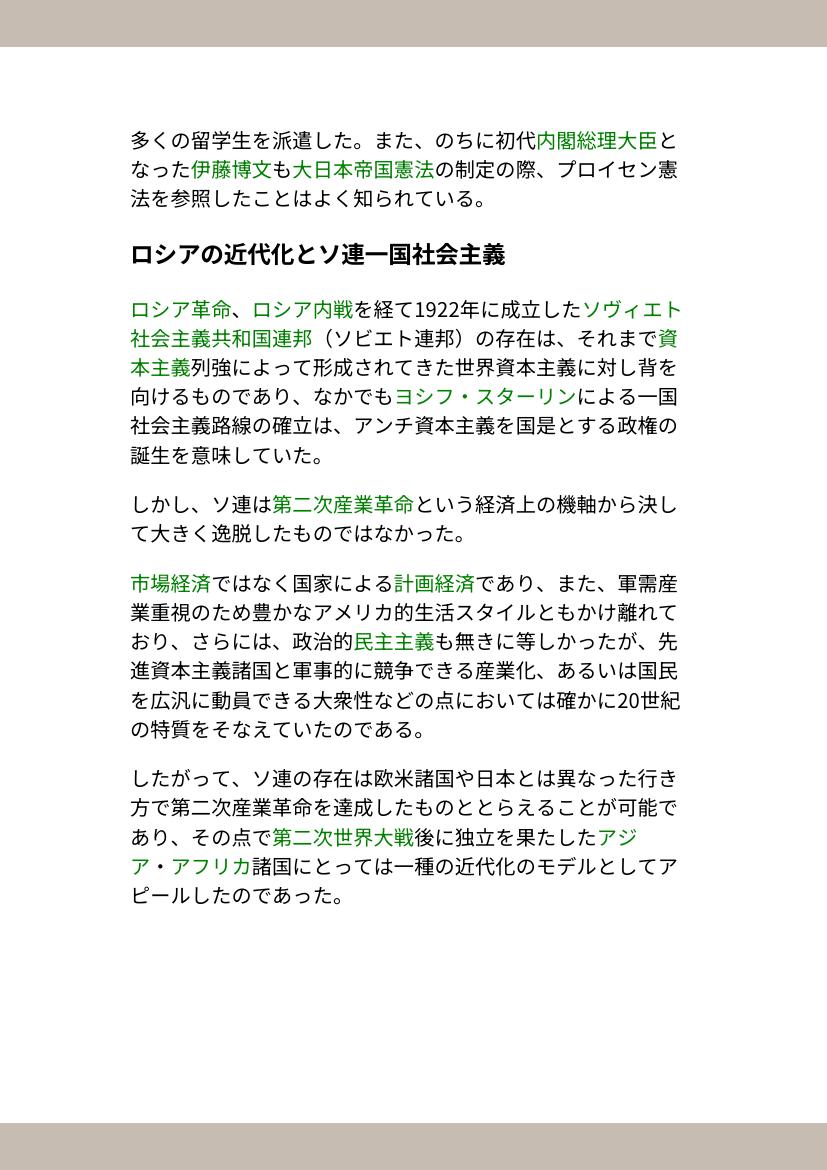 多くの留学生を派遣した。また、のちに初代内閣総理大臣と
なった伊藤博文も大日本帝国憲法の制定の際、プロイセン憲
法を参照したことはよく知られている。
ロシアの近代化とソ連一国社会主義
ロシア革命、ロシア内戦を経て1922年に成立したソヴィエト
社会主義共和国連邦（ソビエト連邦）の存在は、それまで資
本主義列強によって形成されてきた世界資本主義に対し背を
向けるものであり、なかでもヨシフ・スターリンによる一国
社会主義路線の確立は、アンチ資本主義を国是とする政権の
誕生を意味していた。
しかし、ソ連は第二次産業革命という経済上の機軸から決し
て大きく逸脱したものではなかった。
市場経済ではなく国家による計画経済であり、また、軍需産
業重視のため豊かなアメリカ的生活スタイルともかけ離れて
おり、さらには、政治的民主主義も無きに等しかったが、先
進資本主義諸国と軍事的に競争できる産業化、あるいは国民
を広汎に動員できる大衆性などの点においては確かに20世紀
の特質をそなえていたのである。
したがって、ソ連の存在は欧米諸国や日本とは異なった行き
方で第二次産業革命を達成したものととらえることが可能で
あり、その点で第二次世界大戦後に独立を果たしたアジ
ア・アフリカ諸国にとっては一種の近代化のモデルとしてア
ピールしたのであった。